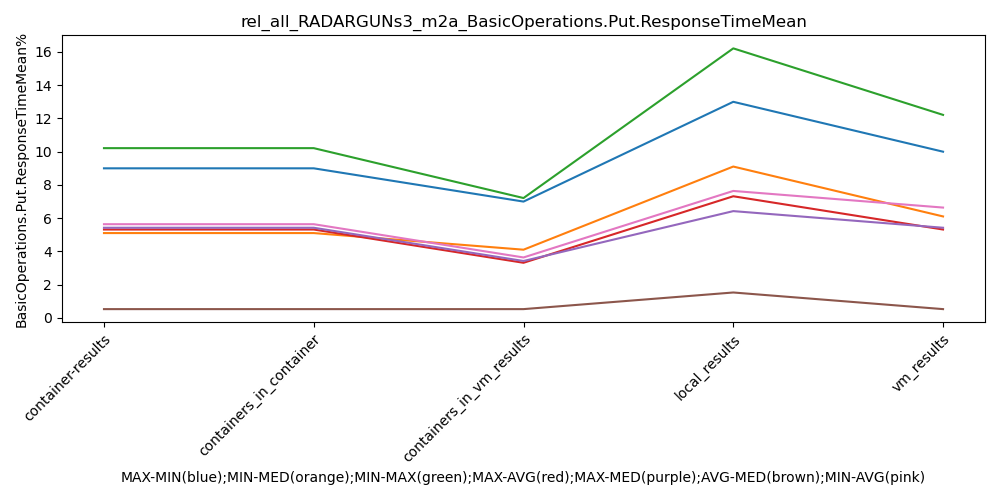 rel_all_RADARGUNs3_m2a_BasicOperations.Put.ResponseTimeMean
BasicOperations.Put.ResponseTimeMean%
16
14
12
10
8
6
4
2
0
container-results
containers_in_container
containers_in_vm_results
local_results
vm_results
MAX-MIN(blue);MIN-MED(orange);MIN-MAX(green);MAX-AVG(red);MAX-MED(purple);AVG-MED(brown);MIN-AVG(pink)